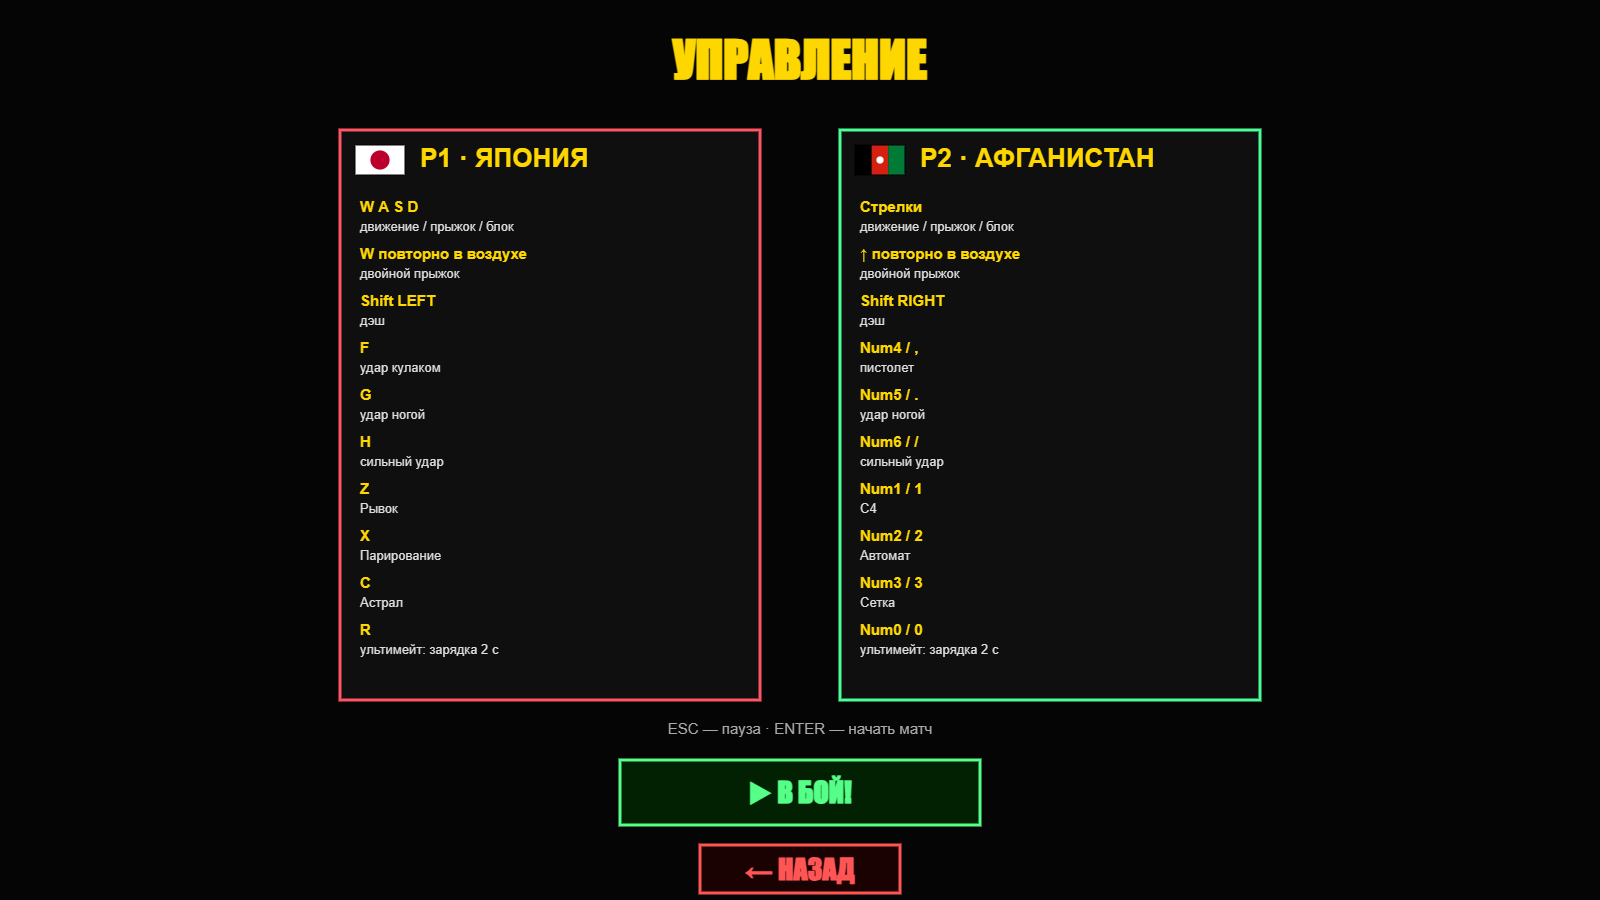 УПРАВЛЕНИЕ
P1 · ЯПОНИЯ
W A S D
движение / прыжок / блок
W повторно в воздухе
двойной прыжок
Shift LEFT
дэш
F
удар кулаком
G
удар ногой
H
сильный удар
Z
Рывок
X
Парирование
C
Астрал
R
ультимейт: зарядка 2 с
P2 · АФГАНИСТАН
Стрелки
движение / прыжок / блок
↑ повторно в воздухе
двойной прыжок
Shift RIGHT
дэш
Num4 / ,
пистолет
Num5 / .
удар ногой
Num6 / /
сильный удар
Num1 / 1
C4
Num2 / 2
Автомат
Num3 / 3
Сетка
Num0 / 0
ультимейт: зарядка 2 с
ESC — пауза · ENTER — начать матч
▶ В БОЙ!
← НАЗАД